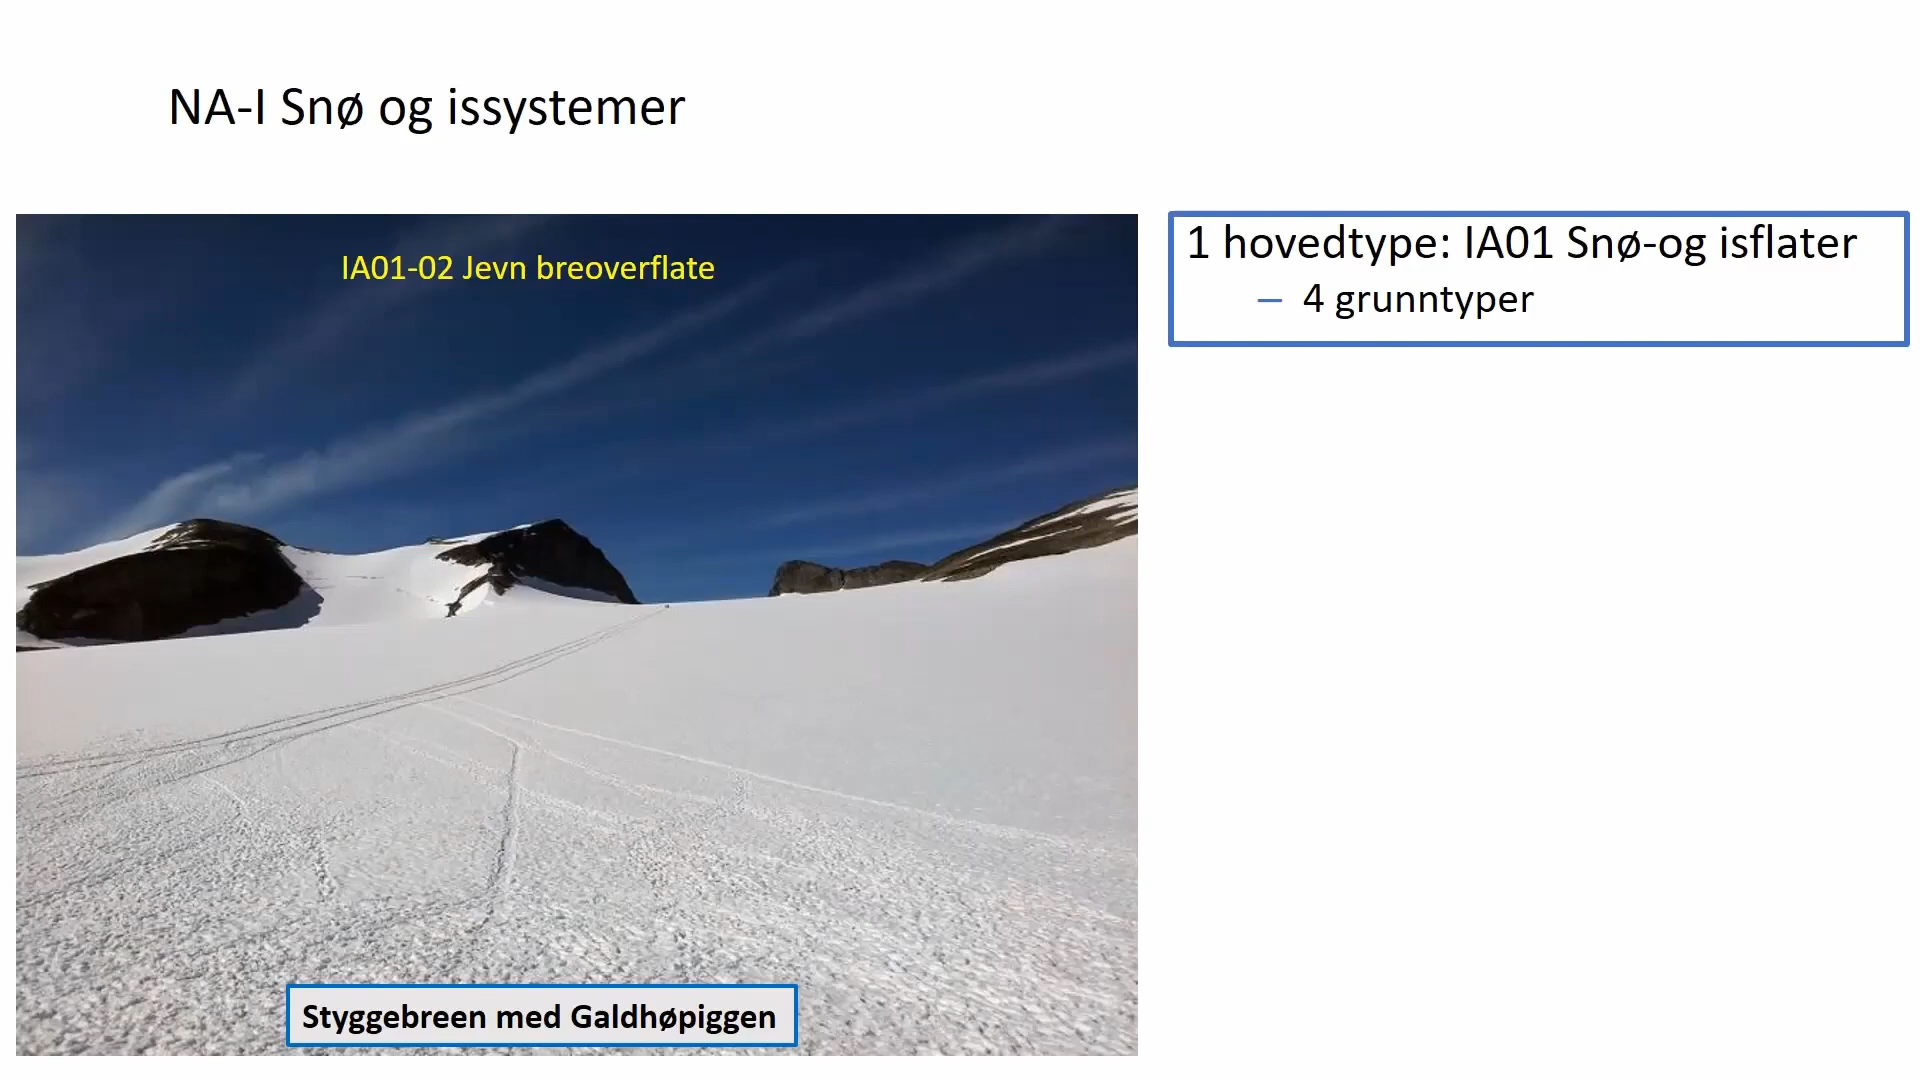 NA-I Snø og issystemer
IA01-02 Jevn breoverflate
1 hovedtype: IA01 Snø-og isflater
– 4 grunntyper
Styggebreen med Galdhøpiggen